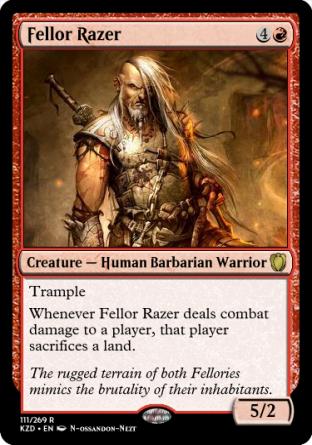 Fellor Razer 4
Creature — Human Barbarian Warrior
Trample
Whenever Fellor Razer deals combat
damage to a player, that player
sacrifices a land.
The rugged terrain of both Fellories
mimics the brutality of their inhabitants.
5/2
111/269 R
KZD • EN N-OSSANDON-NEZT